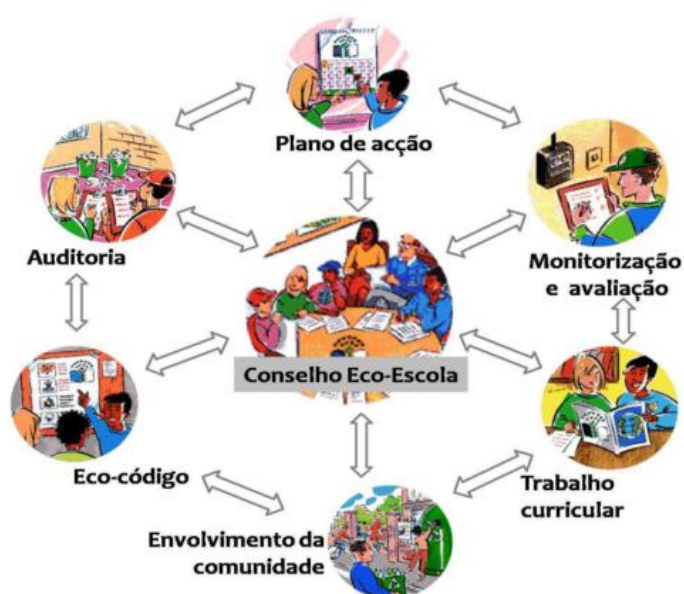 Plano de acção
Auditoria
Monitorização
e avaliação
Conselho Eco-Escola
Eco-código
Trabalho
curricular
Envolvimento da
comunidade